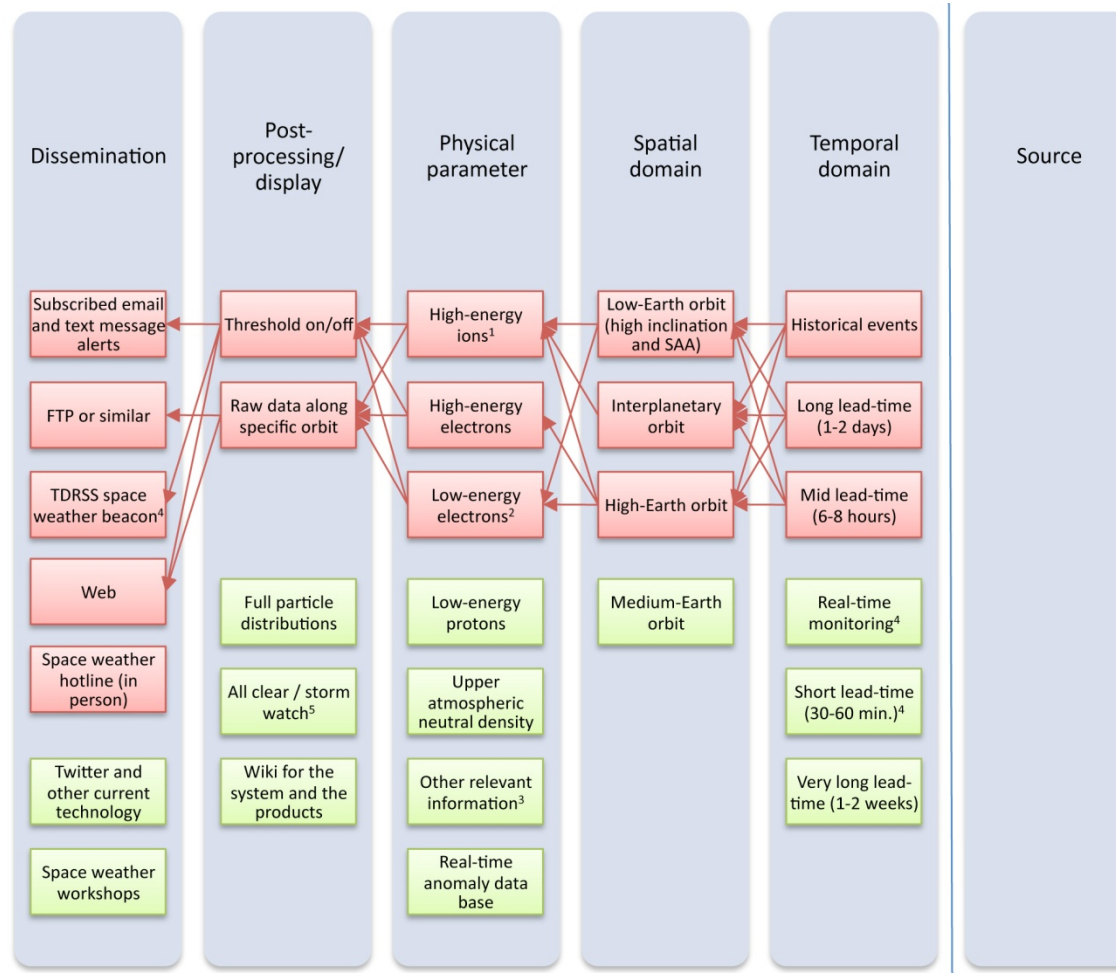 Dissemination
Post-
processing/
display
Physical
parameter
Spatial
domain
Temporal
domain
Source
Subscribed email
and text message
alerts
FTP or similar
TDRSS space
weather beacon⁴
Web
Space weather
hotline (in
person)
Twitter and
other current
technology
Space weather
workshops
Threshold on/off
Raw data along
specific orbit
Full particle
distributions
All clear / storm
watch⁵
Wiki for the
system and the
products
High-energy
ions¹
High-energy
electrons
Low-energy
electrons²
Low-energy
protons
Upper
atmospheric
neutral density
Other relevant
information³
Real-time
anomaly data
base
Low-Earth orbit
(high inclination
and SAA)
Interplanetary
orbit
High-Earth orbit
Medium-Earth
orbit
Historical events
Long lead-time
(1-2 days)
Mid lead-time
(6-8 hours)
Real-time
monitoring⁴
Short lead-time
(30-60 min.)⁴
Very long lead-
time (1-2 weeks)